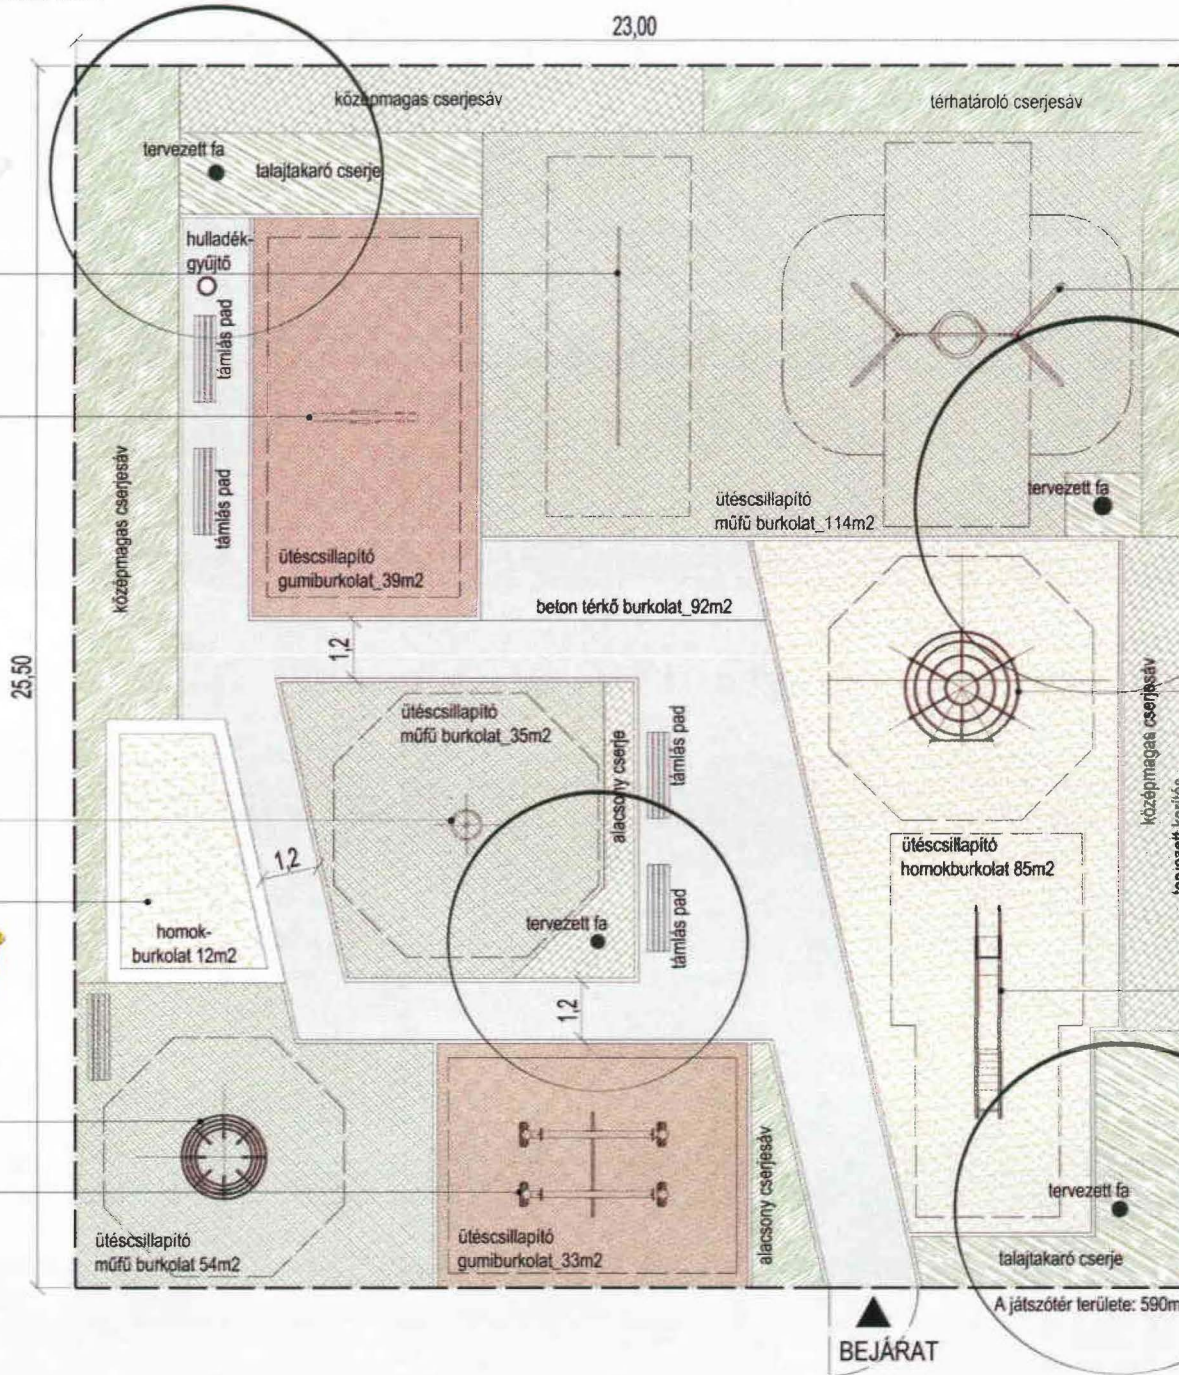 23,00
középmagas cserjesáv
térhatároló cserjesáv
tervezett fa
talajtakaró cserje
hulladék-
gyűjtő
támlás pad
támlás pad
középmagas cserjesáv
ütéscsillapító
gumiburkolat_39m2
ütéscsillapító
műfű burkolat_114m2
tervezett fa
beton térkő burkolat_92m2
1,2
25,50
ütéscsillapító
műfű burkolat_35m2
alacsony cserje
támlás pad
támlás pad
középmagas cserjesáv
1,2
ütéscsillapító
homokburkolat 85m2
tervezett fa
homok-
burkolat 12m2
1,2
ütéscsillapító
műfű burkolat 54m2
ütéscsillapító
gumiburkolat_33m2
alacsony cserjesáv
tervezett fa
talajtakaró cserje
A játszótér területe: 590m
BEJÁRAT